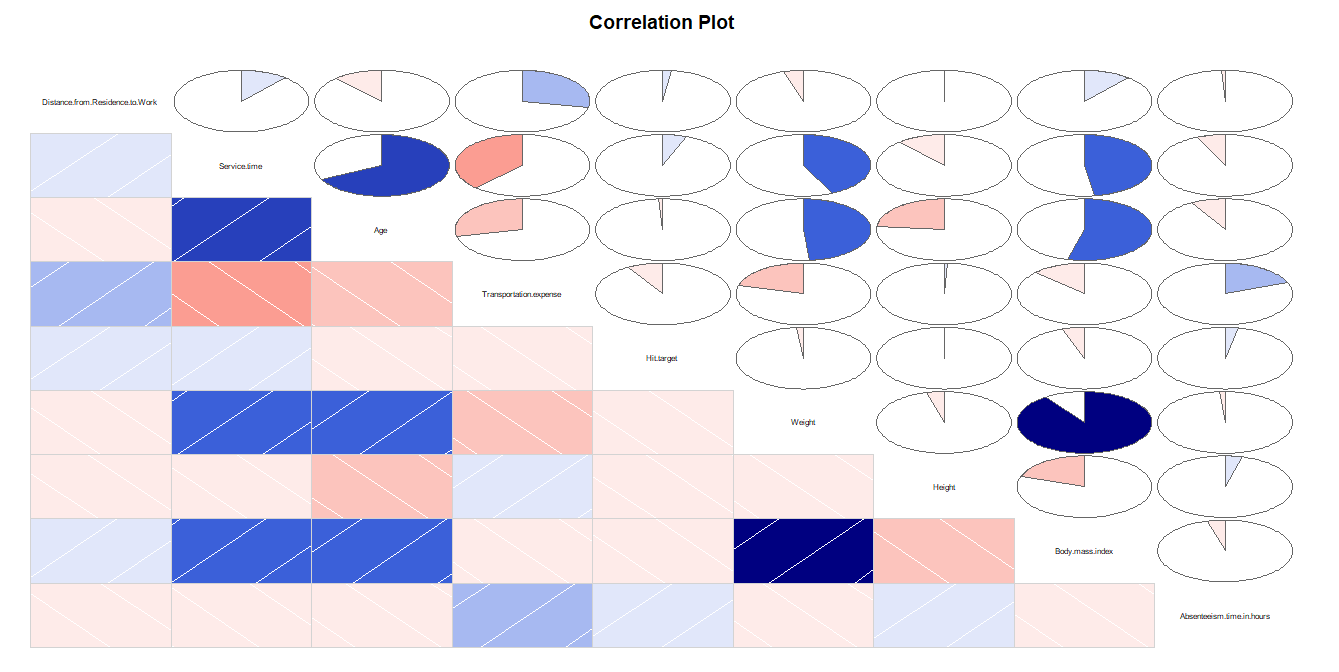 Correlation Plot
Distance.from.Residence.to.Work
Service.time
Age
Transportation.expense
Hit.target
Weight
Height
Body.mass.index
Absenteeism.time.in.hours